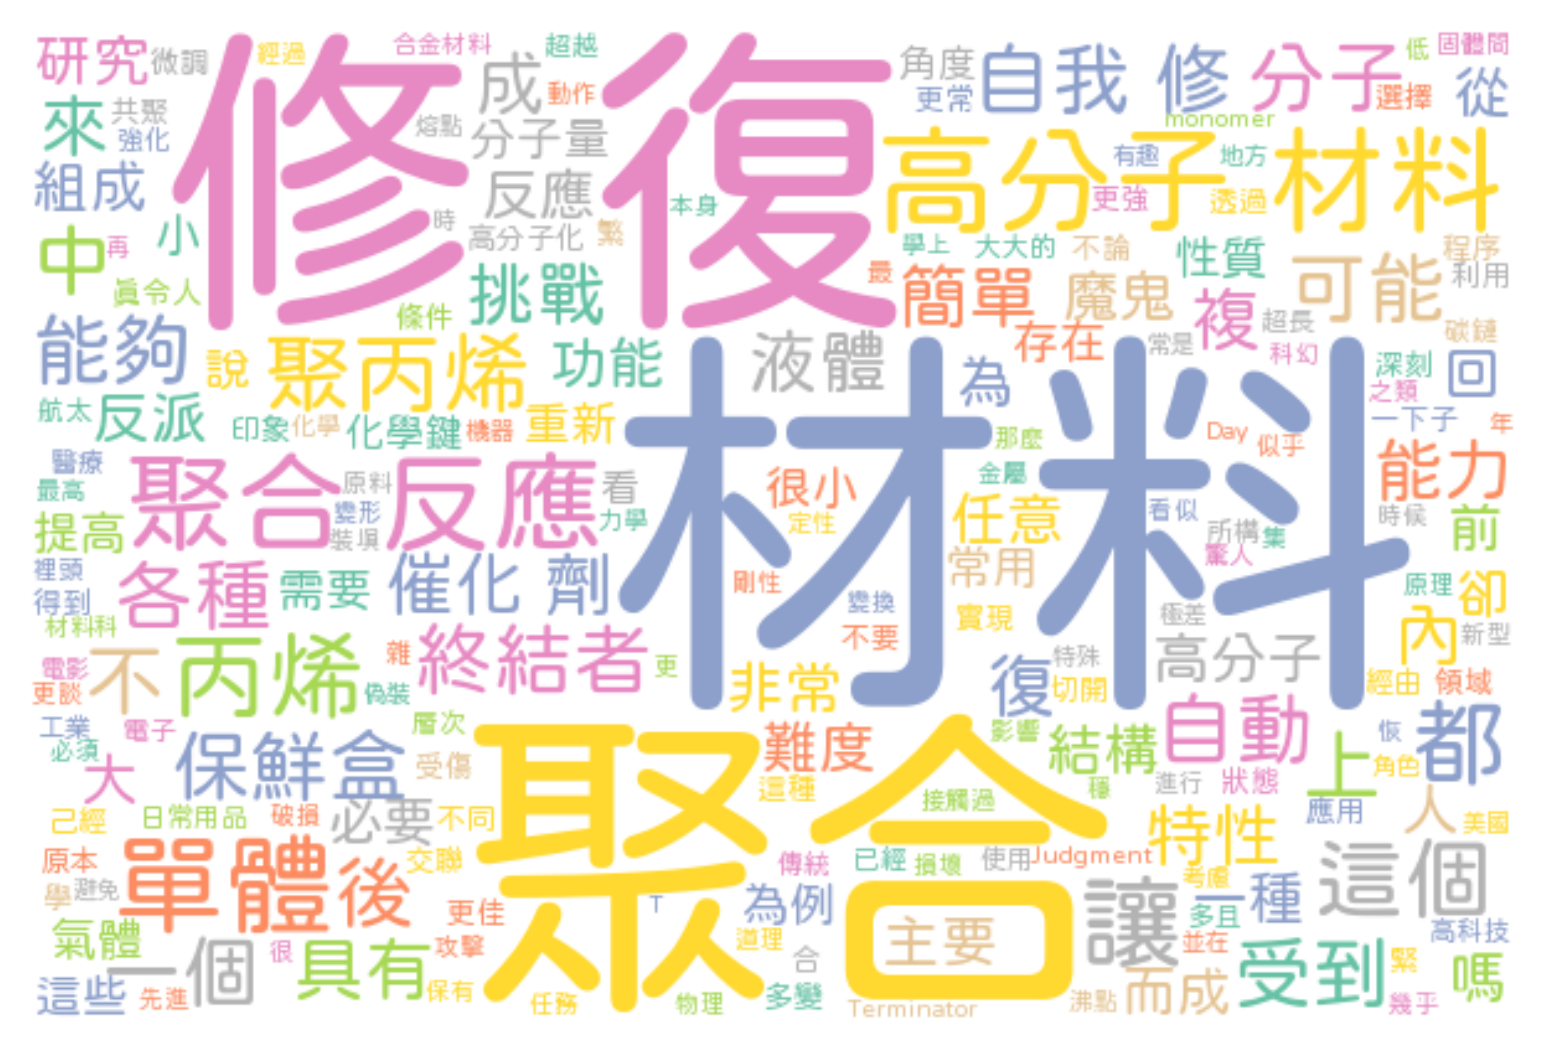 研究 微調 經過 合金材料 超越 角度 自我 修 分子 低 固體間
成 動作 更常 選擇 從
來 共聚 強化 熔點 分子量 修復 monomer
組成 反應 高分子 材料 有趣 地方
小 時 高分子化 繁 本身 更強 透過
中 再 學上 大大的 不論 性質 程序
眞令人 挑戰 最 簡單 魔鬼 可能 利用
條件 複 超長
能夠 說 聚丙烯 功能 液體 存在 常是 科幻 碳鏈
為 深刻 回
航太 反派 印象 化學 化學鍵 機器 重新 之類 一下子
材料 那麼 Day 似乎 年
醫療 聚合 反應 原料 看 很小 金屬 能力
最高 變形 力學 定性 任意 看似 所構 集 時候
提高 裝填 驚人 前
裡頭 各種 需要 催化 劑 剛性 常用 原理 卻
得到 變換 實現 極差
材料科 不要 高分子 內 新型
電影 不 丙烯 雜 終結者 更 特殊
更談 偽裝 非常 復 切開 經由 領域
工業 電子 層次 影響 自動 恢 都
必須 保鮮盒 難度 結構 上
大 受傷 聚合 這種 穩 進行 狀態 角色
己經 日常用品 破損 必要 不同 接觸過 特性 應用 人 美國
原本 單體 後 交聯 傳統 已經 損壞 使用 Judgment 考慮 這個
學 避免 更佳 T 為例 讓 一種
氣體 很 攻擊 主要 多且 高科技
一個 具有 道理 合 並在 受到 緊 嗎
這些 先進 保有 任務 物理 多變 Terminator 沸點 而成 幾乎